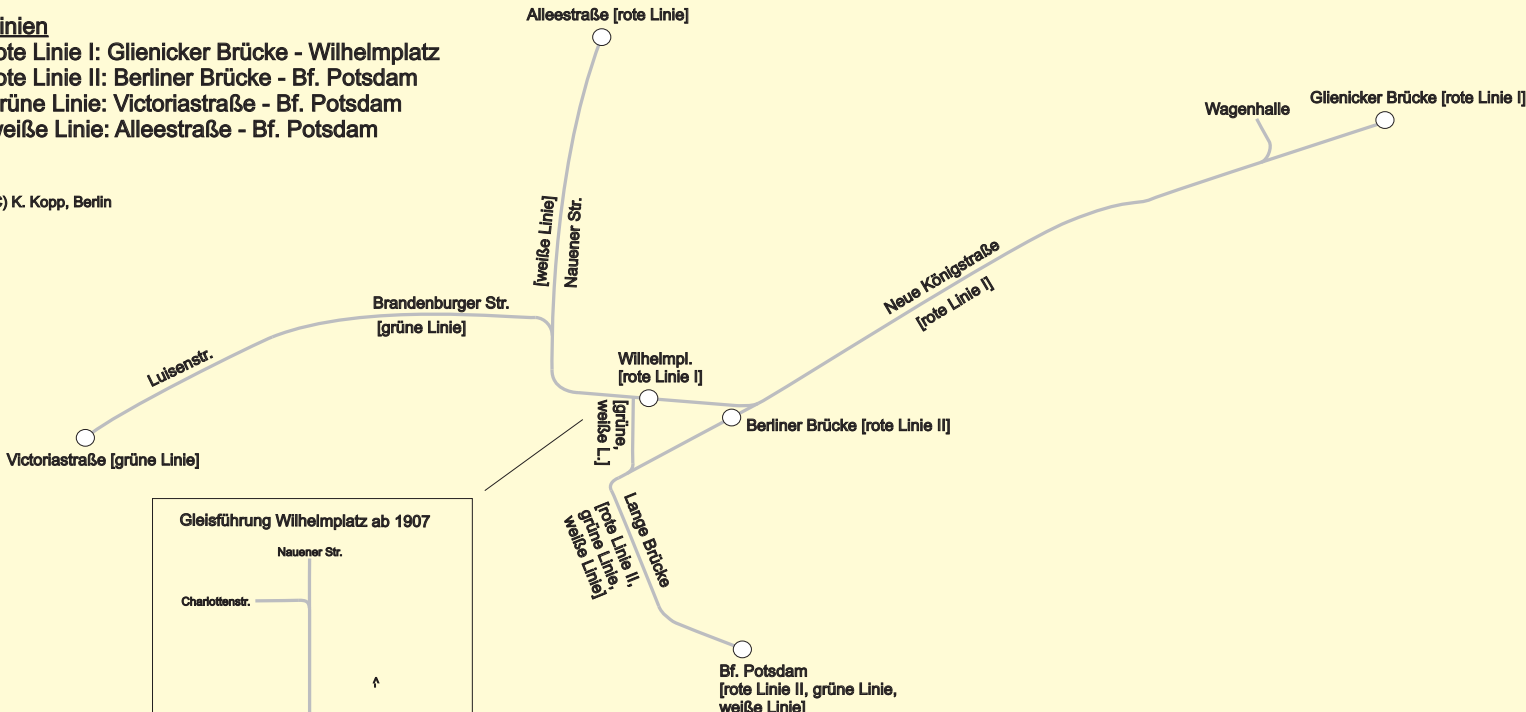 inien
ote Linie I: Glienicker Brücke - Wilhelmplatz
ote Linie II: Berliner Brücke - Bf. Potsdam
rüne Linie: Victoriastraße - Bf. Potsdam
weiße Linie: Alleestraße - Bf. Potsdam
C) K. Kopp, Berlin
Alleestraße [rote Linie]
Wagenhalle
Glienicker Brücke [rote Linie I]
[weiße Linie]
Nauener Str.
Neue Königstraße
[rote Linie I]
Brandenburger Str.
[grüne Linie]
Luisenstr.
Wilhelmpl.
[rote Linie I]
[grüne,
weiße L.]
Berliner Brücke [rote Linie II]
Victoriastraße [grüne Linie]
Lange Brücke
[rote Linie II,
grüne Linie,
weiße Linie]
Gleisführung Wilhelmplatz ab 1907
Nauener Str.
Charlottenstr.
Bf. Potsdam
[rote Linie II, grüne Linie,
weiße Linie]